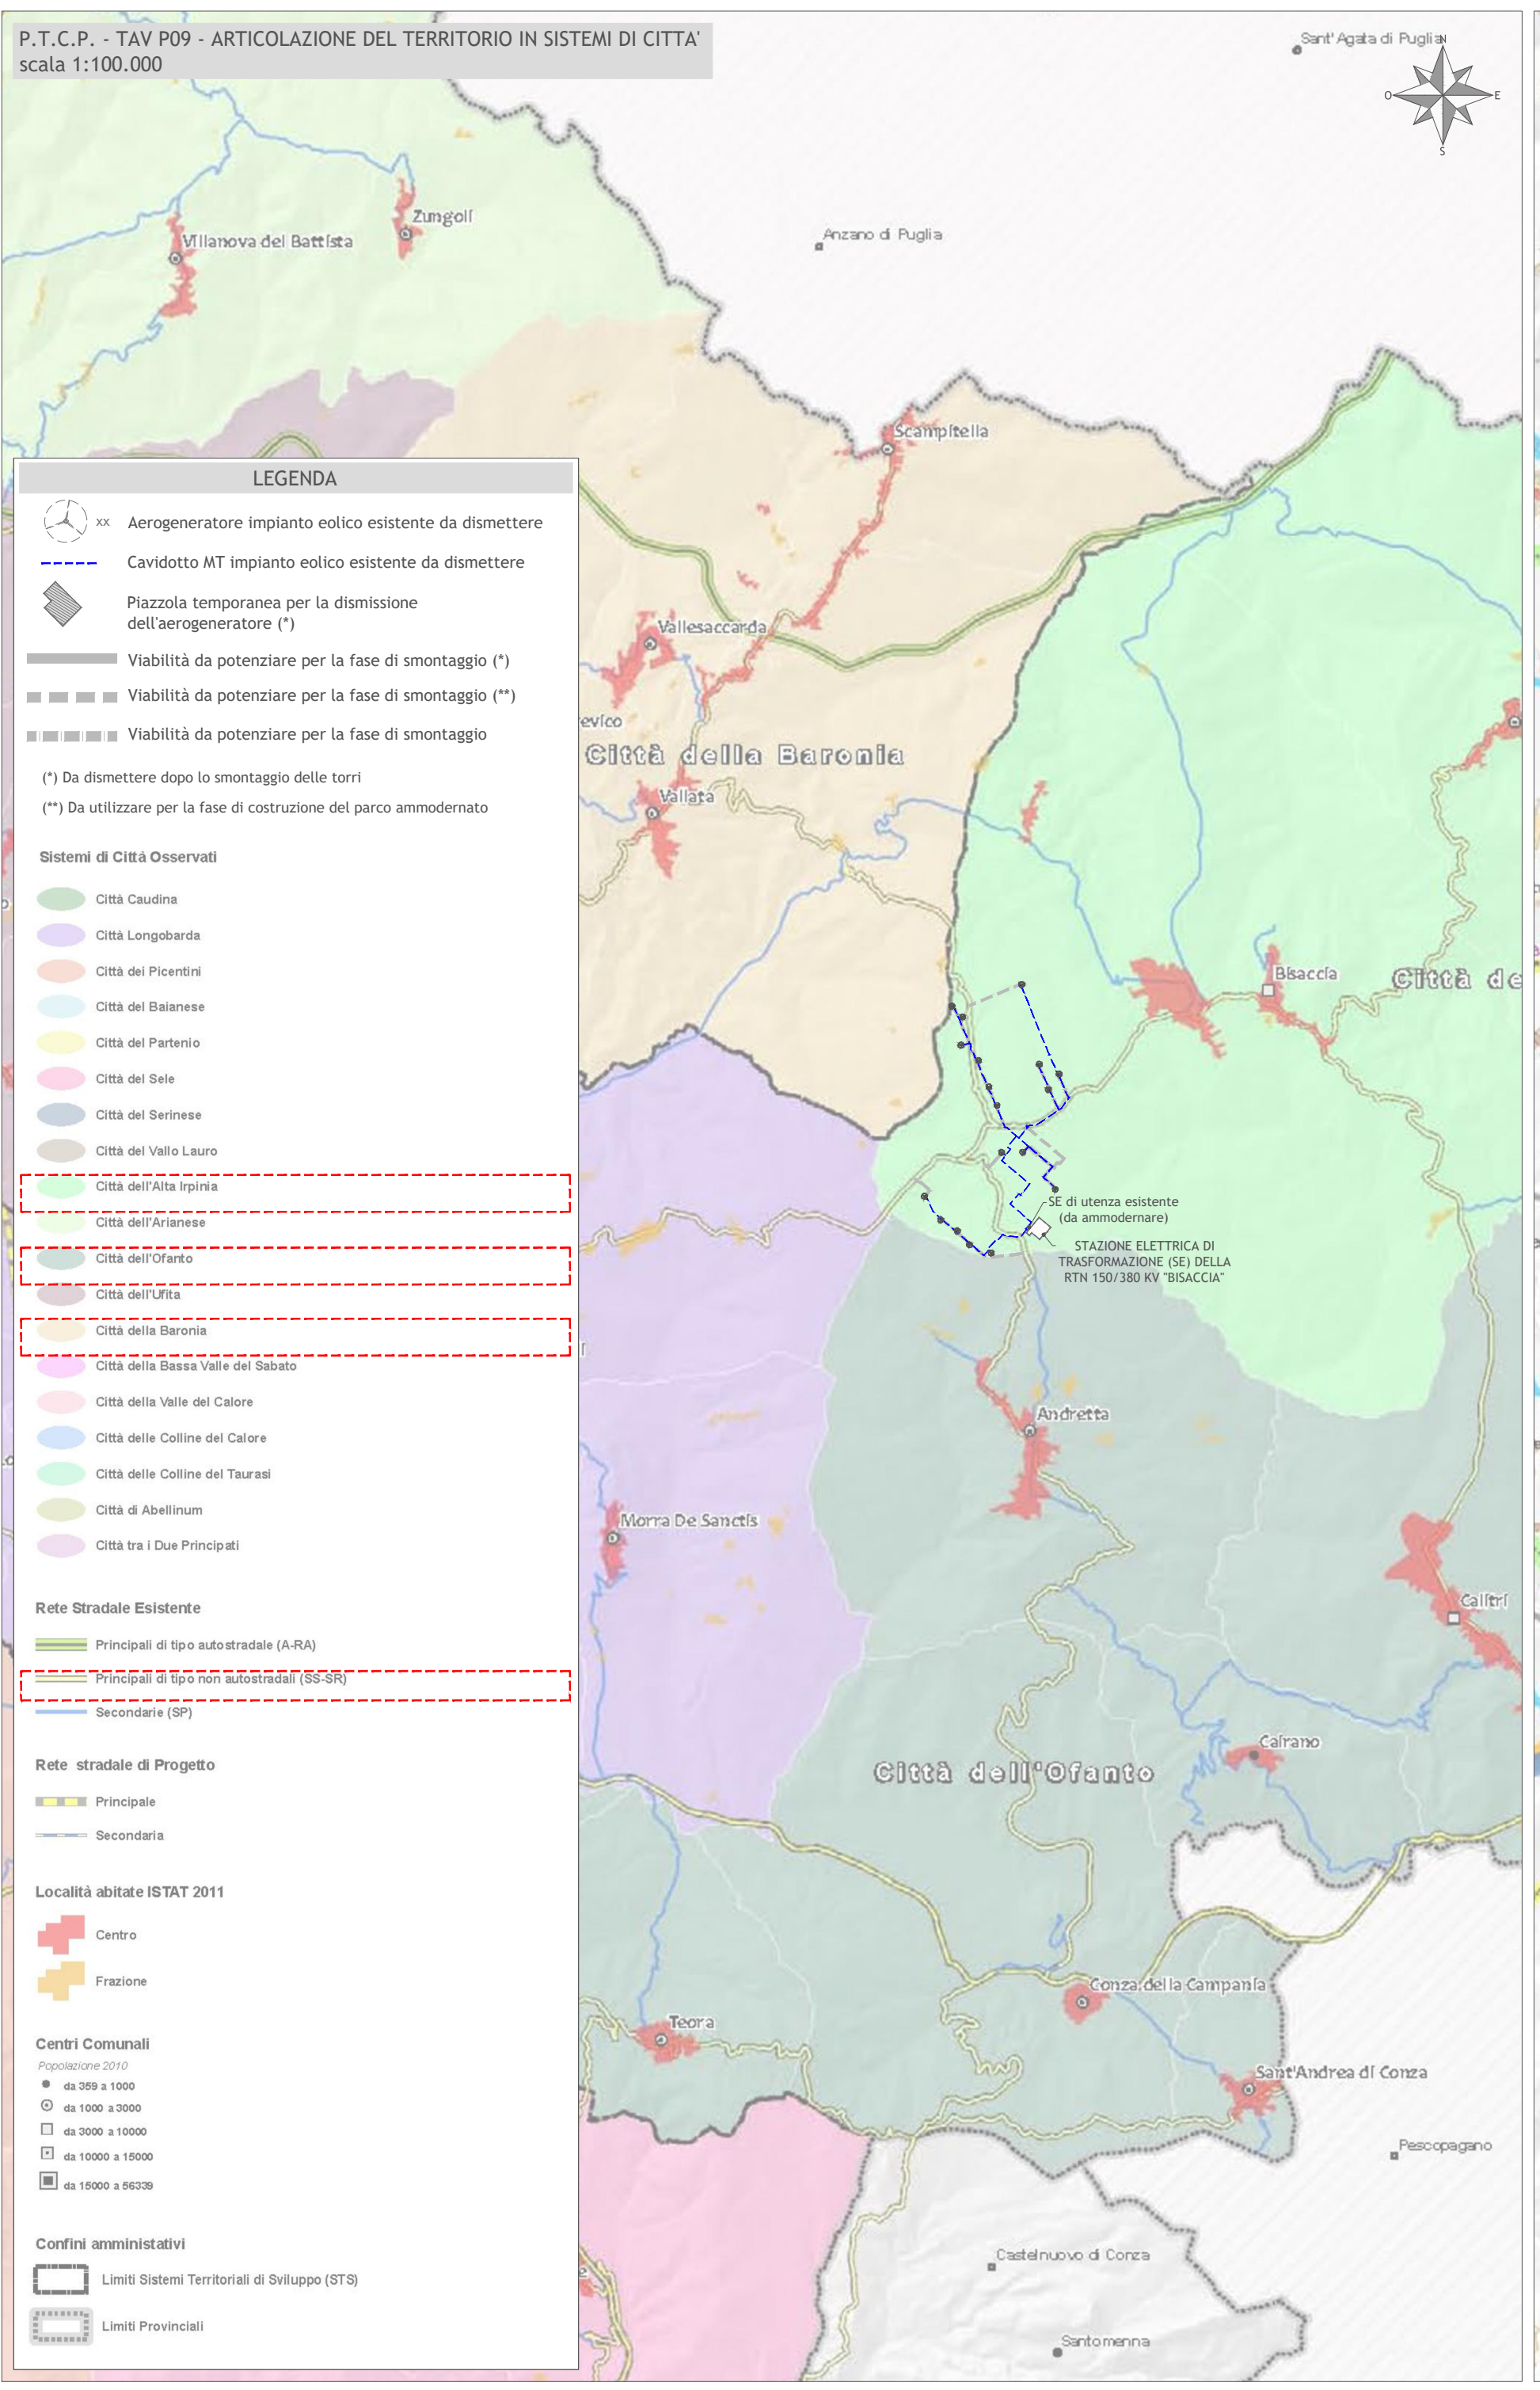 P.T.C.P. - TAV P09 - ARTICOLAZIONE DEL TERRITORIO IN SISTEMI DI CITTA'
scala 1:100.000
Sant'Agata di Puglia
N
O
E
S
Zungoli
Villanova del Battista
Anzano di Puglia
Scampitella
LEGENDA
xx Aerogeneratore impianto eolico esistente da dismettere
Cavidotto MT impianto eolico esistente da dismettere
Piazzola temporanea per la dismissione
dell'aerogeneratore (*)
Viabilità da potenziare per la fase di smontaggio (*)
Viabilità da potenziare per la fase di smontaggio (**)
Viabilità da potenziare per la fase di smontaggio
(*) Da dismettere dopo lo smontaggio delle torri
(**) Da utilizzare per la fase di costruzione del parco ammodernato
Sistemi di Città Osservati
Città Caudina
Città Longobarda
Città dei Picentini
Città del Baianese
Città del Partenio
Città del Sele
Città del Serinese
Città del Vallo Lauro
Città dell'Alta Irpinia
Città dell'Arianese
Città dell'Ofanto
Città dell'Ufita
Città della Baronia
Città della Bassa Valle del Sabato
Città della Valle del Calore
Città delle Colline del Calore
Città delle Colline del Taurasi
Città di Abellinum
Città tra i Due Principati
Rete Stradale Esistente
Principali di tipo autostradale (A-RA)
Principali di tipo non autostradali (SS-SR)
Secondarie (SP)
Rete stradale di Progetto
Principale
Secondaria
Località abitate ISTAT 2011
Centro
Frazione
Centri Comunali
Popolazione 2010
da 359 a 1000
da 1000 a 3000
da 3000 a 10000
da 10000 a 15000
da 15000 a 56339
Confini amministativi
Limiti Sistemi Territoriali di Sviluppo (STS)
Limiti Provinciali
Vallesaccarda
evico
Città della Baronia
Vallata
Bisaccia
Città de
SE di utenza esistente
(da ammodernare)
STAZIONE ELETTRICA DI
TRASFORMAZIONE (SE) DELLA
RTN 150/380 KV "BISACCIA"
Andretta
Morra De Sanctis
Calitri
Cairano
Città dell'Ofanto
Conza della Campania
Teora
Sant'Andrea di Conza
Pescopagano
Castelnuovo di Conza
Santomenna